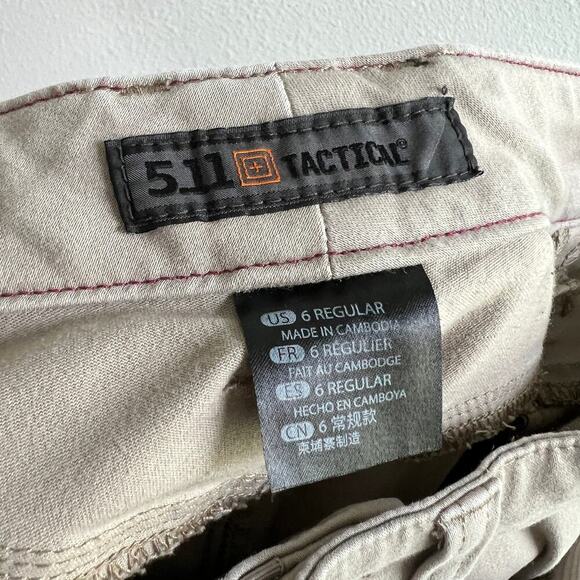 5.11 TACTICAL®
US 6 REGULAR
MADE IN CAMBODIA
FR 6 RÉGULIER
FAIT AU CAMBODGE
ES 6 REGULAR
HECHO EN CAMBOYA
CN 6 常规款
柬埔寨制造